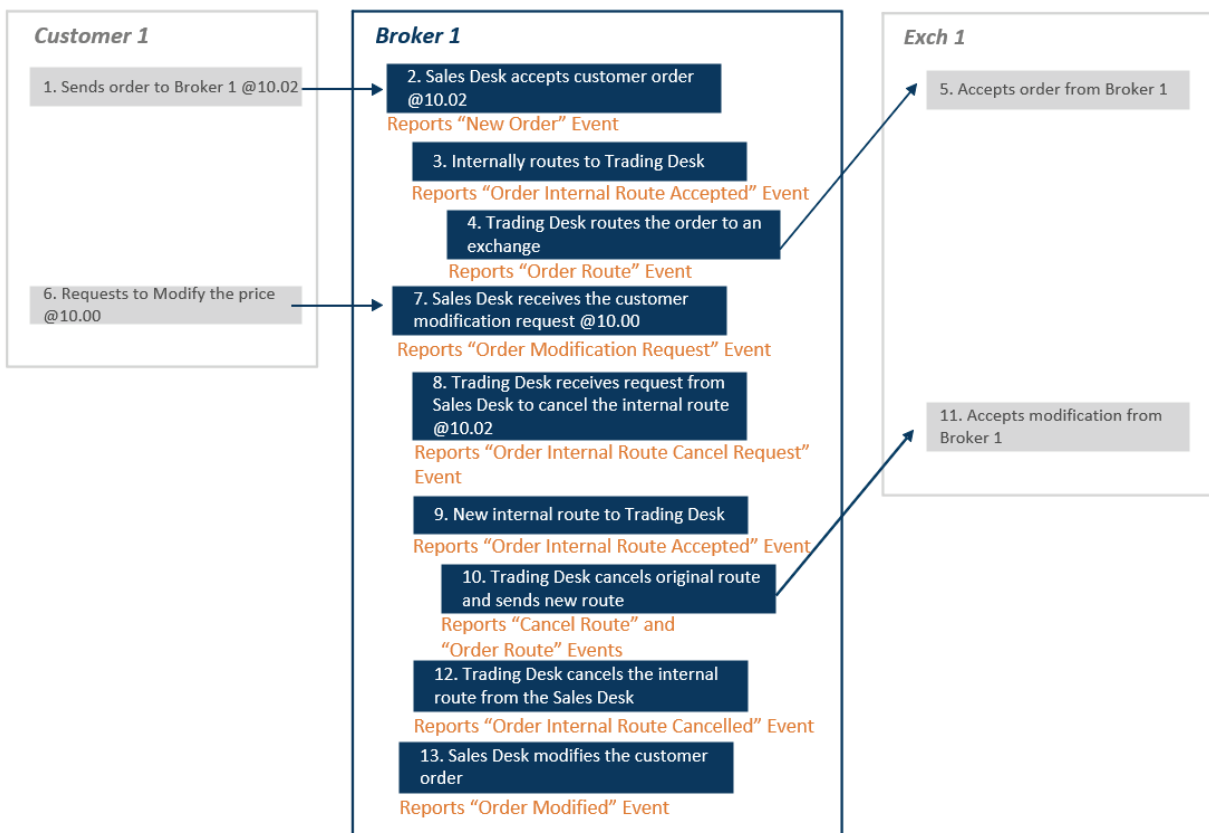 Customer 1
1. Sends order to Broker 1 @10.02
6. Requests to Modify the price
@10.00
Broker 1
2. Sales Desk accepts customer order
@10.02
Reports “New Order” Event
3. Internally routes to Trading Desk
Reports “Order Internal Route Accepted” Event
4. Trading Desk routes the order to an
exchange
Reports “Order Route” Event
7. Sales Desk receives the customer
modification request @10.00
Reports “Order Modification Request” Event
8. Trading Desk receives request from
Sales Desk to cancel the internal route
@10.02
Reports “Order Internal Route Cancel Request”
Event
9. New internal route to Trading Desk
Reports “Order Internal Route Accepted” Event
10. Trading Desk cancels original route
and sends new route
Reports “Cancel Route” and
“Order Route” Events
12. Trading Desk cancels the internal
route from the Sales Desk
Reports “Order Internal Route Cancelled” Event
13. Sales Desk modifies the customer
order
Reports “Order Modified” Event
Exch 1
5. Accepts order from Broker 1
11. Accepts modification from
Broker 1